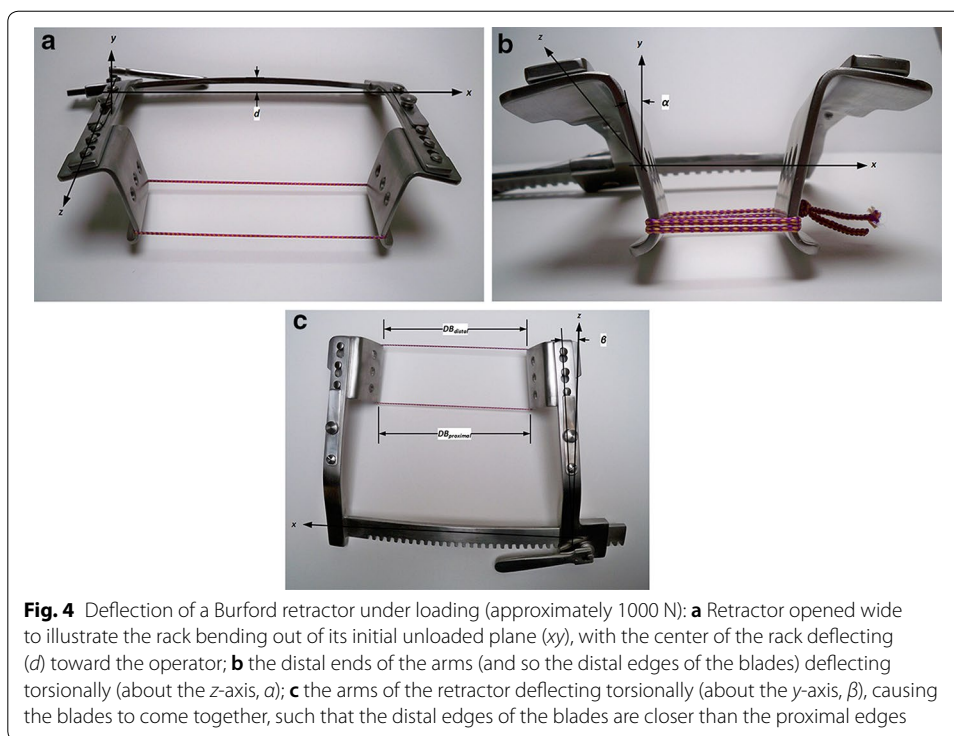 a
y
x
d
z
b
z
y
α
x
c
DBdistal
z
β
DBproximal
x
Fig. 4 Deflection of a Burford retractor under loading (approximately 1000 N): a Retractor opened wide
to illustrate the rack bending out of its initial unloaded plane (xy), with the center of the rack deflecting
(d) toward the operator; b the distal ends of the arms (and so the distal edges of the blades) deflecting
torsionally (about the z-axis, α); c the arms of the retractor deflecting torsionally (about the y-axis, β), causing
the blades to come together, such that the distal edges of the blades are closer than the proximal edges